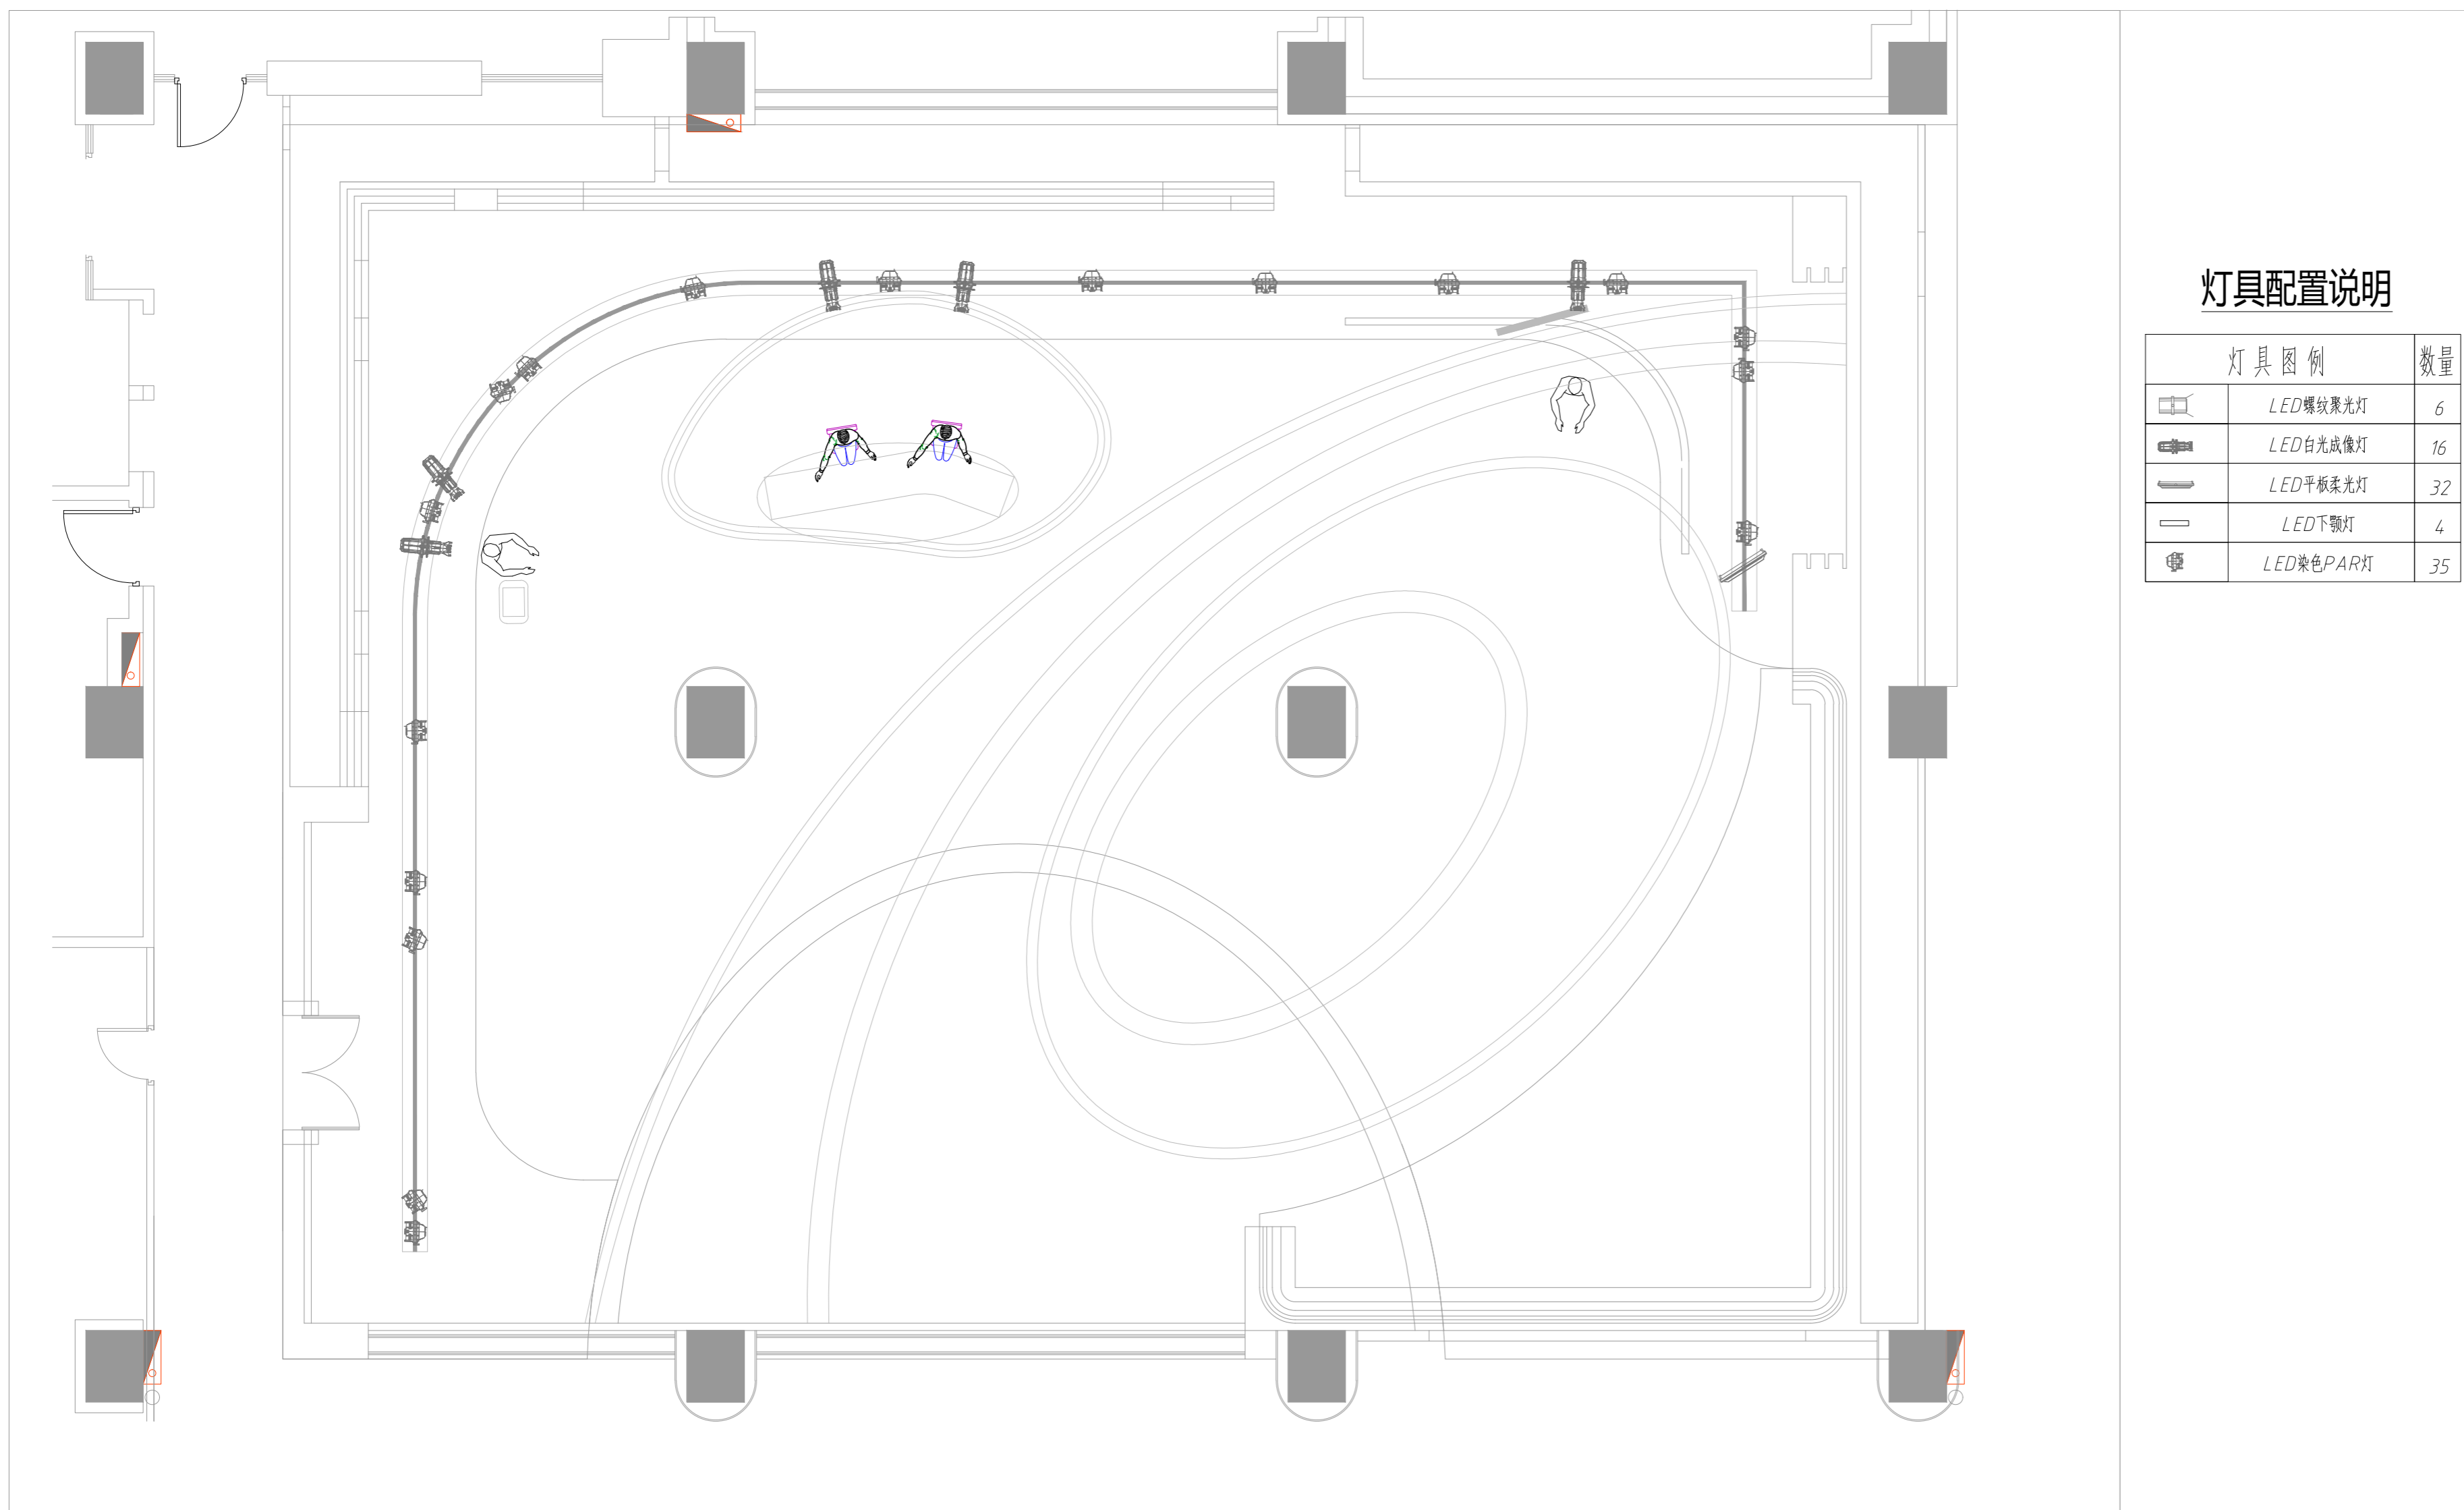 灯具配置说明
灯具图例 数量
LED螺纹聚光灯 6
LED白光成像灯 16
LED平板柔光灯 32
LED下颚灯 4
LED染色PAR灯 35